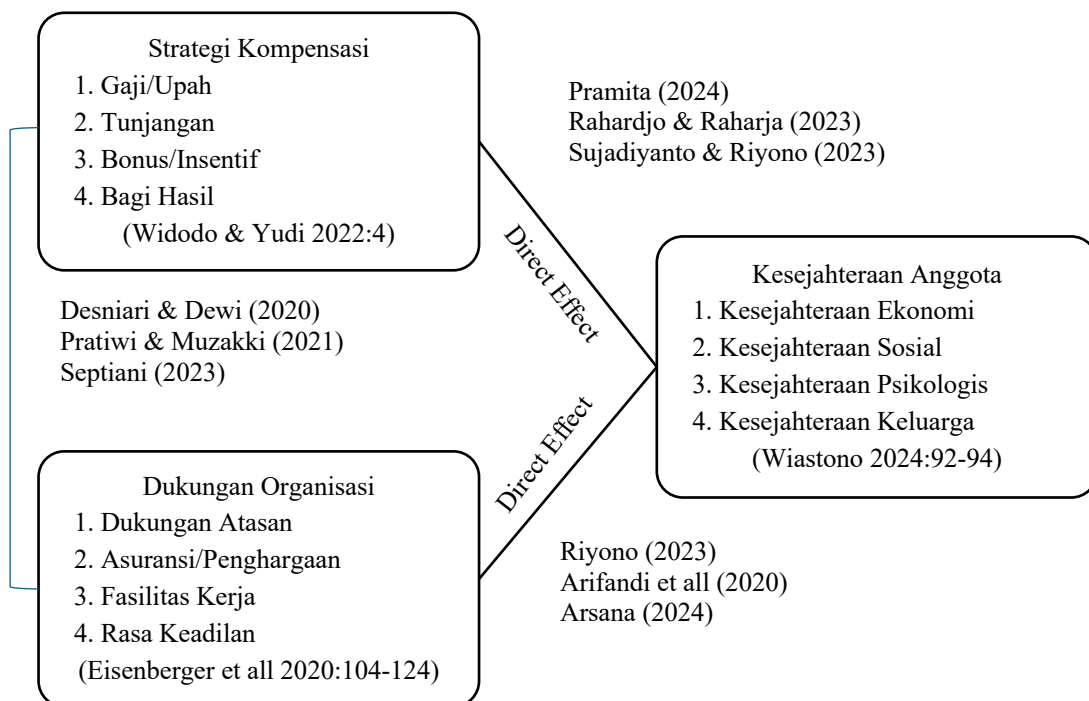 Strategi Kompensasi
1. Gaji/Upah
2. Tunjangan
3. Bonus/Insentif
4. Bagi Hasil
(Widodo & Yudi 2022:4)
Pramita (2024)
Rahardjo & Raharja (2023)
Sujadiyanto & Riyono (2023)
Direct Effect
Desniari & Dewi (2020)
Pratiwi & Muzakki (2021)
Septiani (2023)
Kesejahteraan Anggota
1. Kesejahteraan Ekonomi
2. Kesejahteraan Sosial
3. Kesejahteraan Psikologis
4. Kesejahteraan Keluarga
(Wiastono 2024:92-94)
Direct Effect
Dukungan Organisasi
1. Dukungan Atasan
2. Asuransi/Penghargaan
3. Fasilitas Kerja
4. Rasa Keadilan
(Eisenberger et all 2020:104-124)
Riyono (2023)
Arifandi et all (2020)
Arsana (2024)